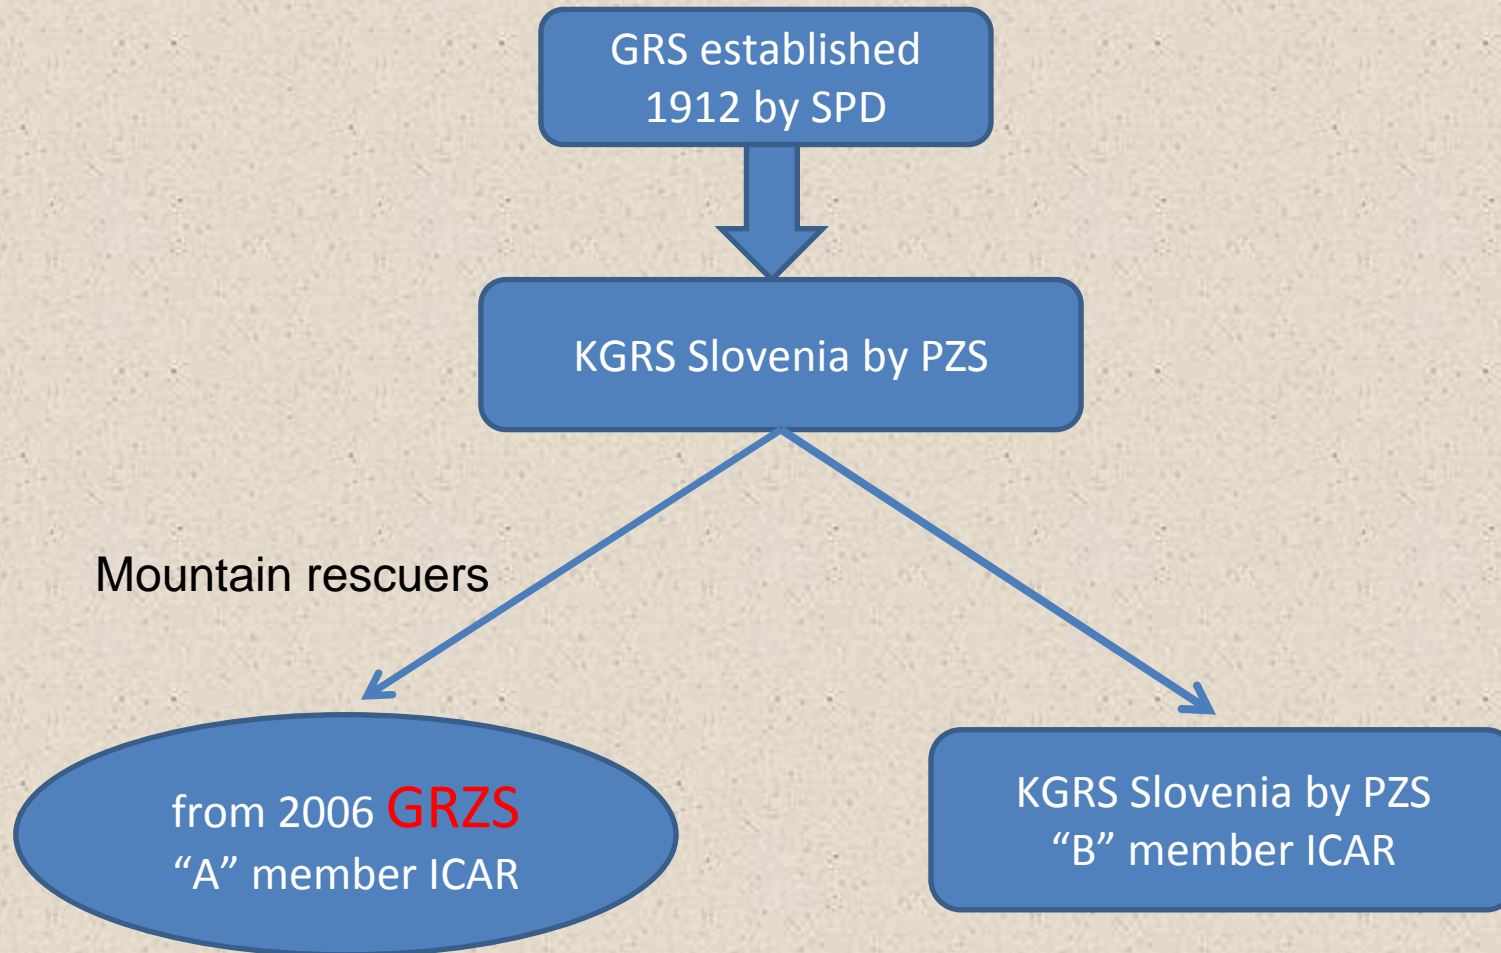 GRS established
1912 by SPD
KGRS Slovenia by PZS
Mountain rescuers
from 2006 GRZS
“A” member ICAR
KGRS Slovenia by PZS
“B” member ICAR